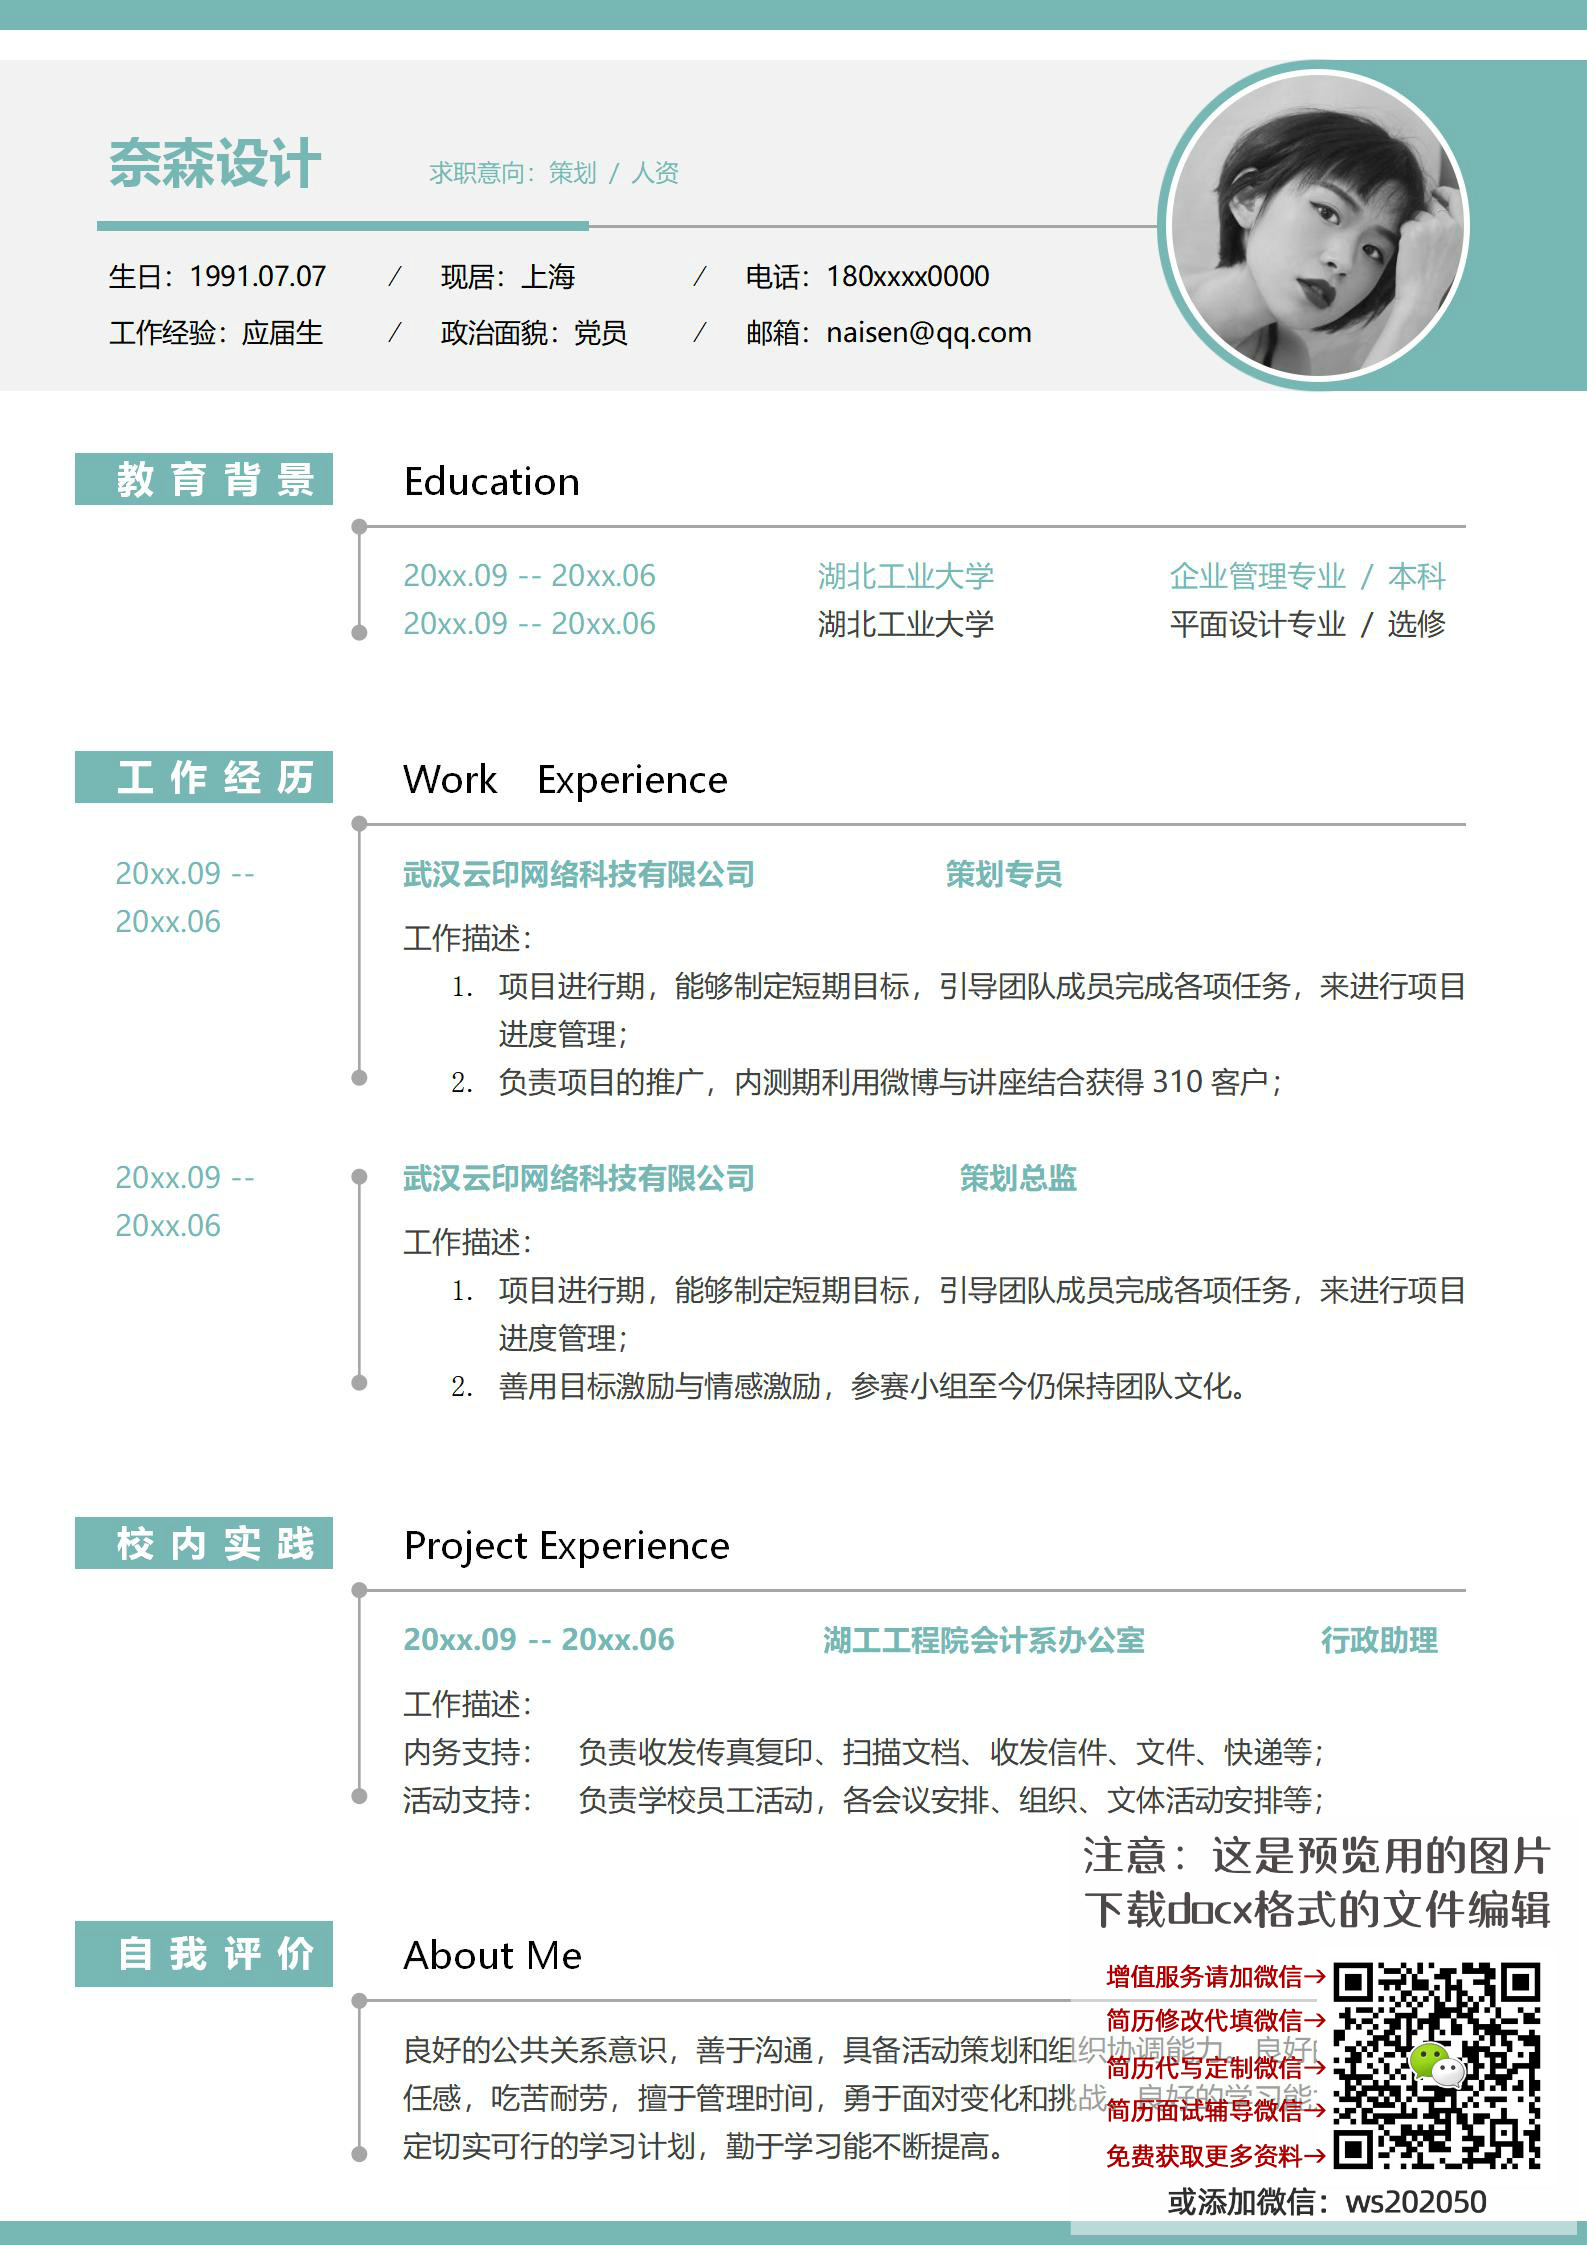 奈森设计 求职意向：策划 / 人资
生日：1991.07.07 / 现居：上海 / 电话：180xxxx0000
工作经验：应届生 / 政治面貌：党员 / 邮箱：naisen@qq.com
教育背景 Education
20xx.09 -- 20xx.06 湖北工业大学 企业管理专业 / 本科
20xx.09 -- 20xx.06 湖北工业大学 平面设计专业 / 选修
工作经历 Work Experience
20xx.09 --
20xx.06
武汉云印网络科技有限公司 策划专员
工作描述：
1. 项目进行期，能够制定短期目标，引导团队成员完成各项任务，来进行项目
进度管理；
2. 负责项目的推广，内测期利用微博与讲座结合获得 310 客户；
20xx.09 --
20xx.06
武汉云印网络科技有限公司 策划总监
工作描述：
1. 项目进行期，能够制定短期目标，引导团队成员完成各项任务，来进行项目
进度管理；
2. 善用目标激励与情感激励，参赛小组至今仍保持团队文化。
校内实践 Project Experience
20xx.09 -- 20xx.06 湖工工程院会计系办公室 行政助理
工作描述：
内务支持： 负责收发传真复印、扫描文档、收发信件、文件、快递等；
活动支持： 负责学校员工活动，各会议安排、组织、文体活动安排等；
自我评价 About Me
良好的公共关系意识，善于沟通，具备活动策划和组织协调能力。良好
任感，吃苦耐劳，擅于管理时间，勇于面对变化和挑战。良好的学习能
定切实可行的学习计划，勤于学习能不断提高。
注意：这是预览用的图片
下载docx格式的文件编辑
增值服务请加微信→
简历修改代填微信→
简历代写定制微信→
简历面试辅导微信→
免费获取更多资料→
或添加微信：ws202050